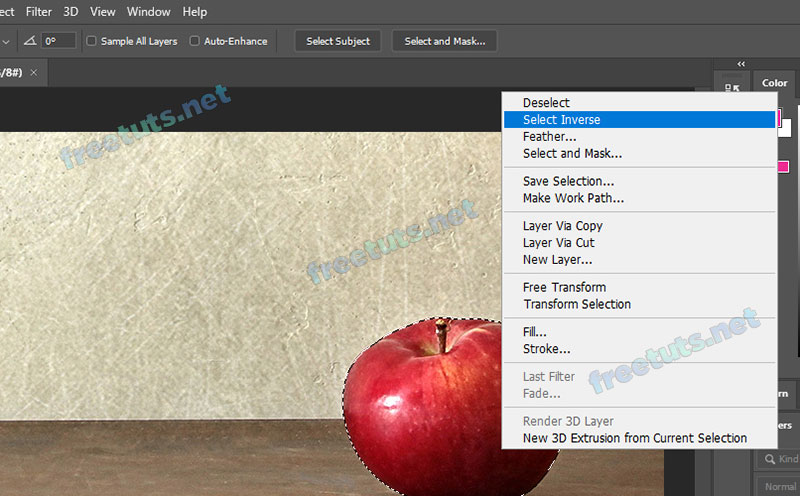 ect Filter 3D View Window Help
0° Sample All Layers Auto-Enhance Select Subject Select and Mask...
/8#) ×
Color
freetuts.net
Deselect
Select Inverse
Feather...
Select and Mask...
Save Selection...
Make Work Path...
Layer Via Copy
Layer Via Cut
New Layer...
freetuts.net
Free Transform
Transform Selection
Fill...
Stroke...
freetuts.net
Last Filter
Fade...
rn
Render 3D Layer
ers
New 3D Extrusion from Current Selection
Kind
Normal